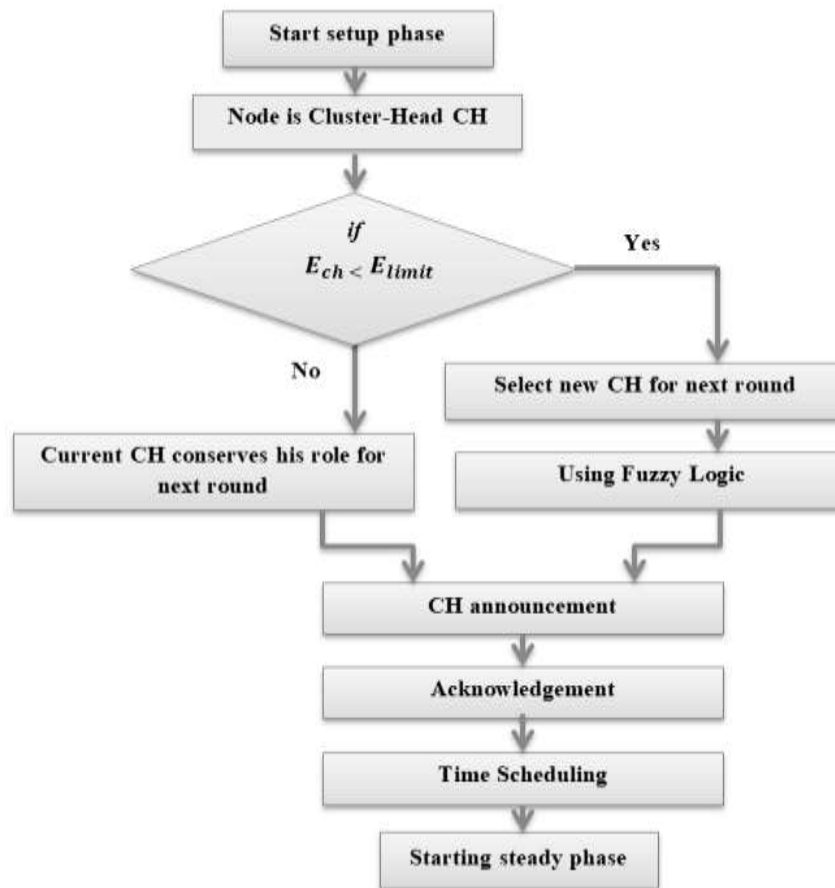 Start setup phase
Node is Cluster-Head CH
if
E_ch < E_limit
Yes
No
Select new CH for next round
Current CH conserves his role for
next round
Using Fuzzy Logic
CH announcement
Acknowledgement
Time Scheduling
Starting steady phase